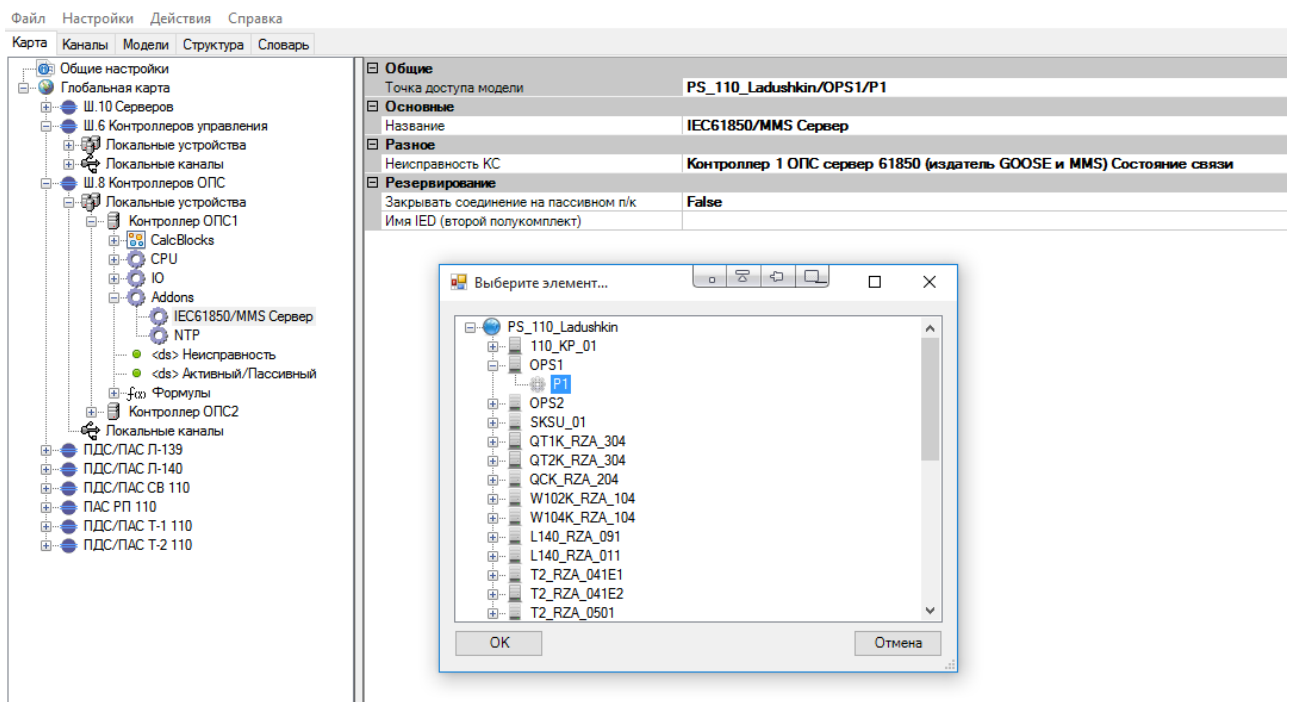 Файл Настройки Действия Справка
Карта Каналы Модели Структура Словарь
Общие настройки
Глобальная карта
Ш.10 Серверов
Ш.6 Контроллеров управления
Локальные устройства
Локальные каналы
Ш.8 Контроллеров ОПС
Локальные устройства
Контроллер ОПС1
CalcBlocks
CPU
IO
Addons
IEC61850/MMS Сервер
NTP
<ds> Неисправность
<ds> Активный/Пассивный
f(x) Формулы
Контроллер ОПС2
Локальные каналы
ПДС/ПАС Л-139
ПДС/ПАС Л-140
ПДС/ПАС СВ 110
ПАС РП 110
ПДС/ПАС Т-1 110
ПДС/ПАС Т-2 110
Общие
Точка доступа модели PS_110_Ladushkin/OPS1/P1
Основные
Название IEC61850/MMS Сервер
Разное
Неисправность КС Контроллер 1 ОПС сервер 61850 (издатель GOOSE и MMS) Состояние связи
Резервирование
Закрывать соединение на пассивном п/к False
Имя IED (второй полукомплект)
Выберите элемент...
PS_110_Ladushkin
110_KP_01
OPS1
P1
OPS2
SKSU_01
QT1K_RZA_304
QT2K_RZA_304
QCK_RZA_204
W102K_RZA_104
W104K_RZA_104
L140_RZA_091
L140_RZA_011
T2_RZA_041E1
T2_RZA_041E2
T2_RZA_0501
OK Отмена